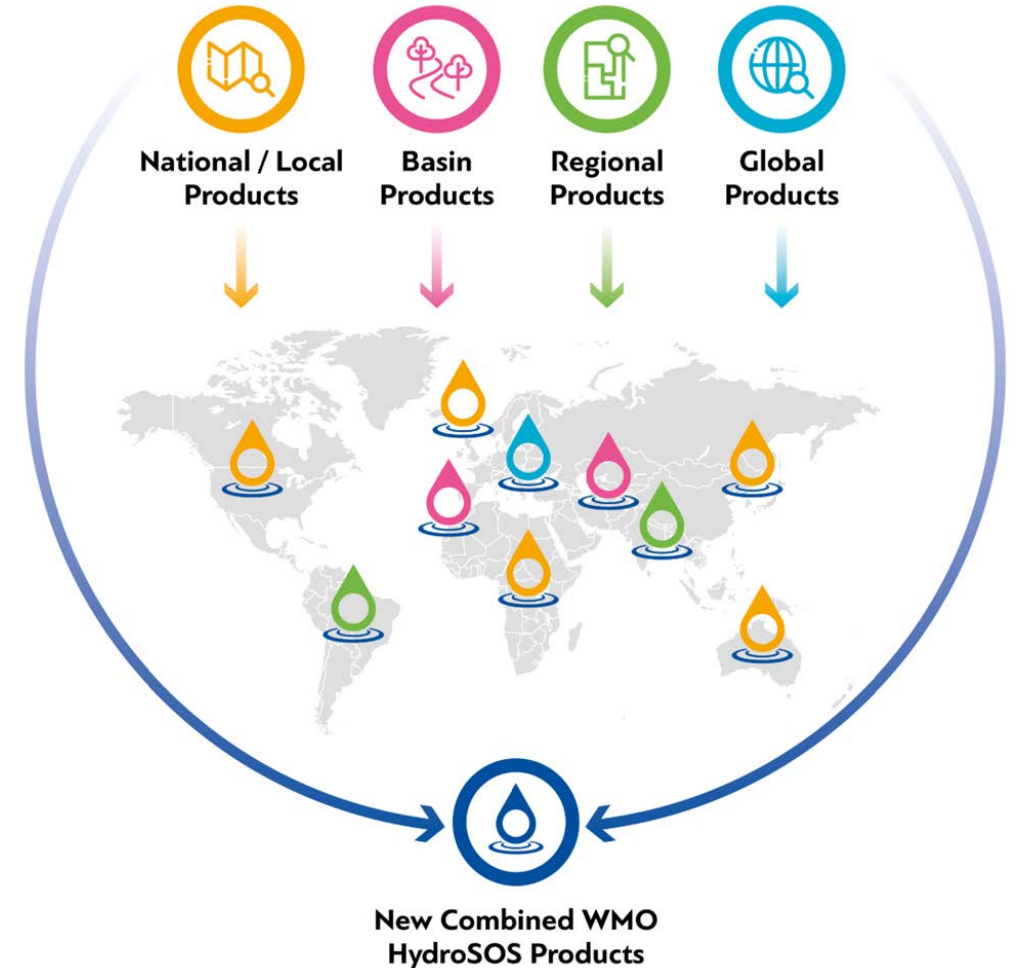 National / Local
Products
Basin
Products
Regional
Products
Global
Products
New Combined WMO
HydroSOS Products